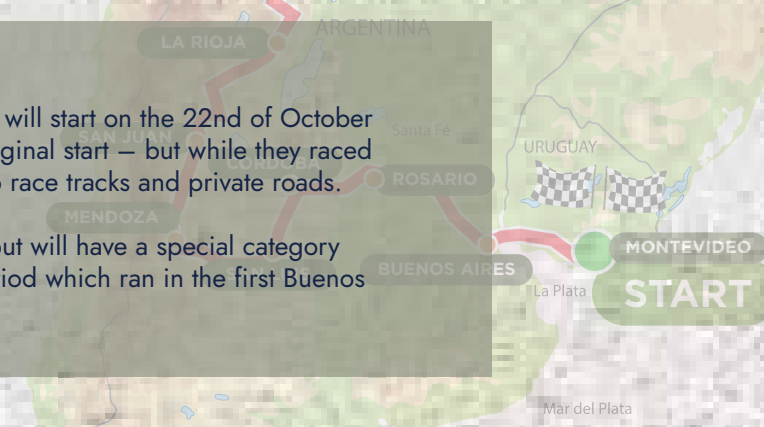 ARGENTINA
LA RIOJA
will start on the 22nd of October
SAN JUAN
Santa Fé
ginal start – but while they raced
URUGUAY
CÓRDOBA
race tracks and private roads.
ROSARIO
MENDOZA
out will have a special category
MONTEVIDEO
iod which ran in the first Buenos
BUENOS AIRES
La Plata
START
Mar del Plata